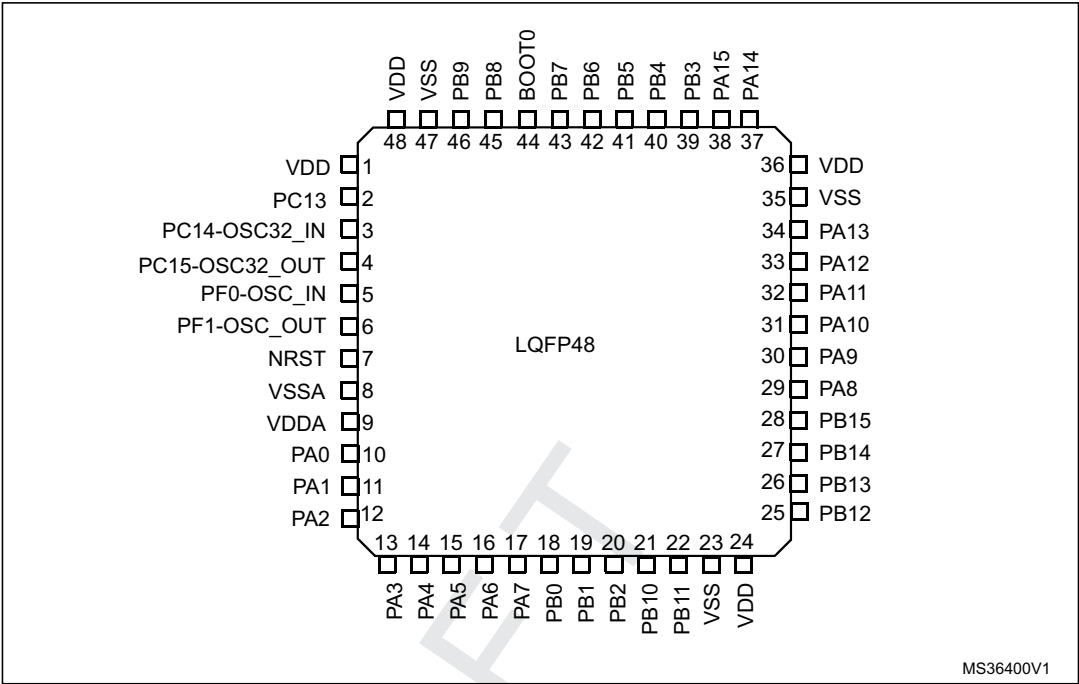 VDD VSS PB9 PB8 BOOT0 PB7 PB6 PB5 PB4 PB3 PA15 PA14
48 47 46 45 44 43 42 41 40 39 38 37
VDD 1 36 VDD
PC13 2 35 VSS
PC14-OSC32_IN 3 34 PA13
PC15-OSC32_OUT 4 33 PA12
PF0-OSC_IN 5 32 PA11
PF1-OSC_OUT 6 31 PA10
LQFP48
NRST 7 30 PA9
VSSA 8 29 PA8
VDDA 9 28 PB15
PA0 10 27 PB14
PA1 11 26 PB13
PA2 12 25 PB12
13 14 15 16 17 18 19 20 21 22 23 24
PA3 PA4 PA5 PA6 PA7 PB0 PB1 PB2 PB10 PB11 VSS VDD
FT
MS36400V1